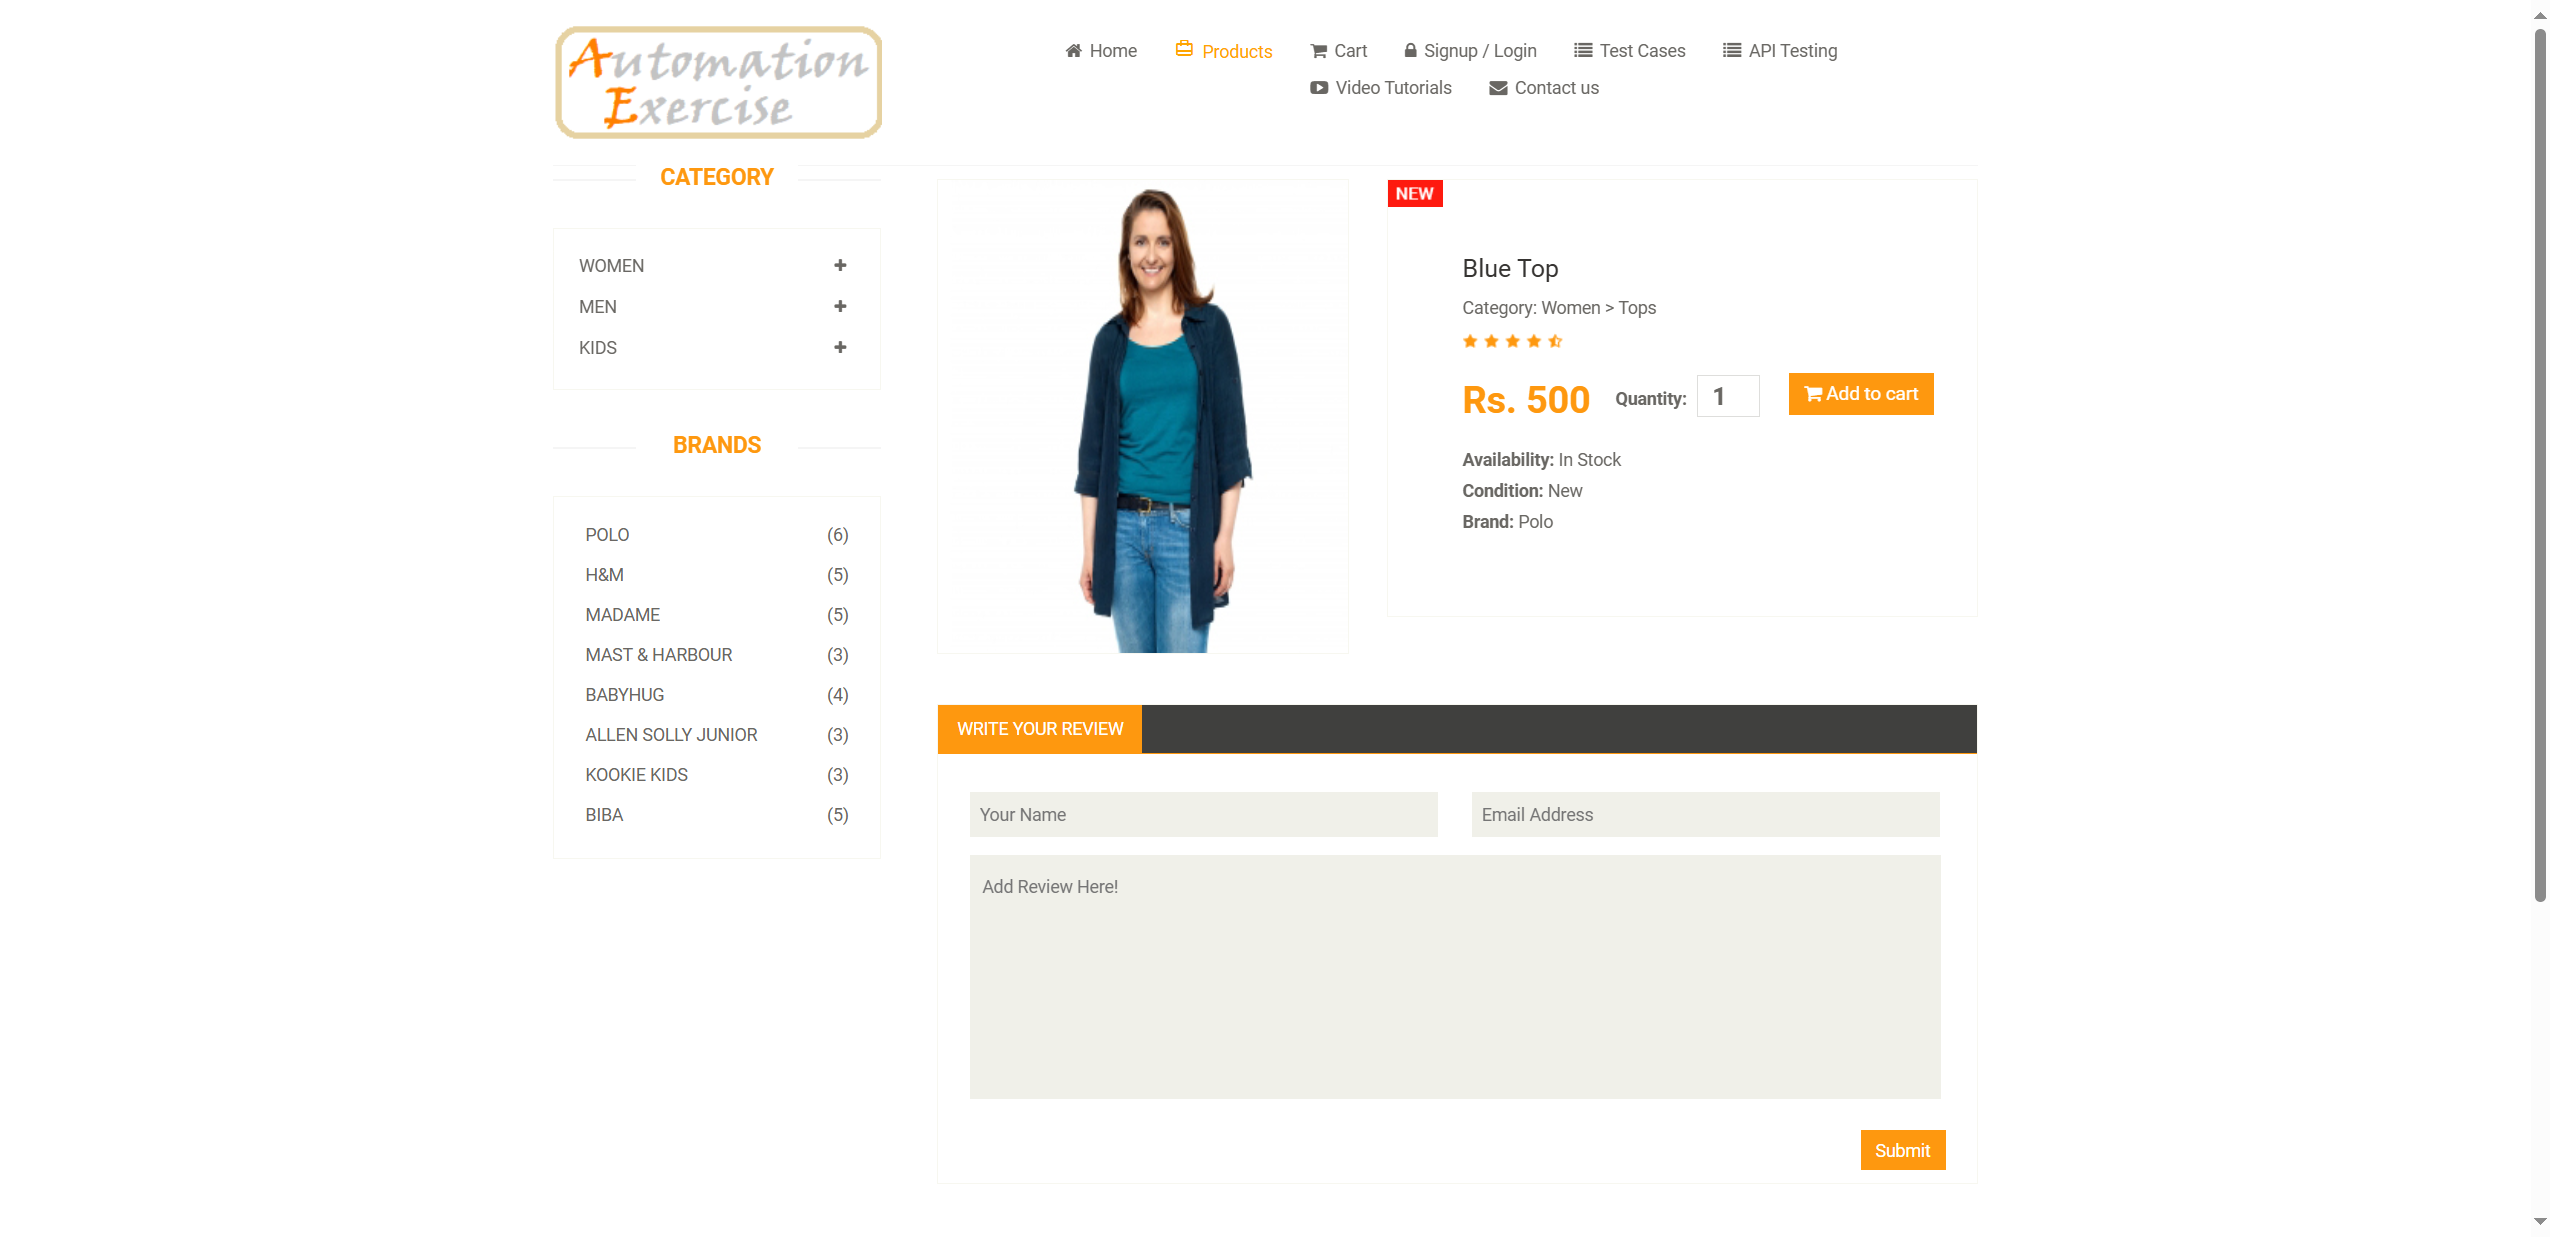 Automation
Exercise
Home
Products
Cart
Signup / Login
Test Cases
API Testing
Video Tutorials
Contact us
CATEGORY
WOMEN
MEN
KIDS
BRANDS
POLO (6)
H&M (5)
MADAME (5)
MAST & HARBOUR (3)
BABYHUG (4)
ALLEN SOLLY JUNIOR (3)
KOOKIE KIDS (3)
BIBA (5)
NEW
Blue Top
Category: Women > Tops
Rs. 500 Quantity: 1 Add to cart
Availability: In Stock
Condition: New
Brand: Polo
WRITE YOUR REVIEW
Your Name
Email Address
Add Review Here!
Submit